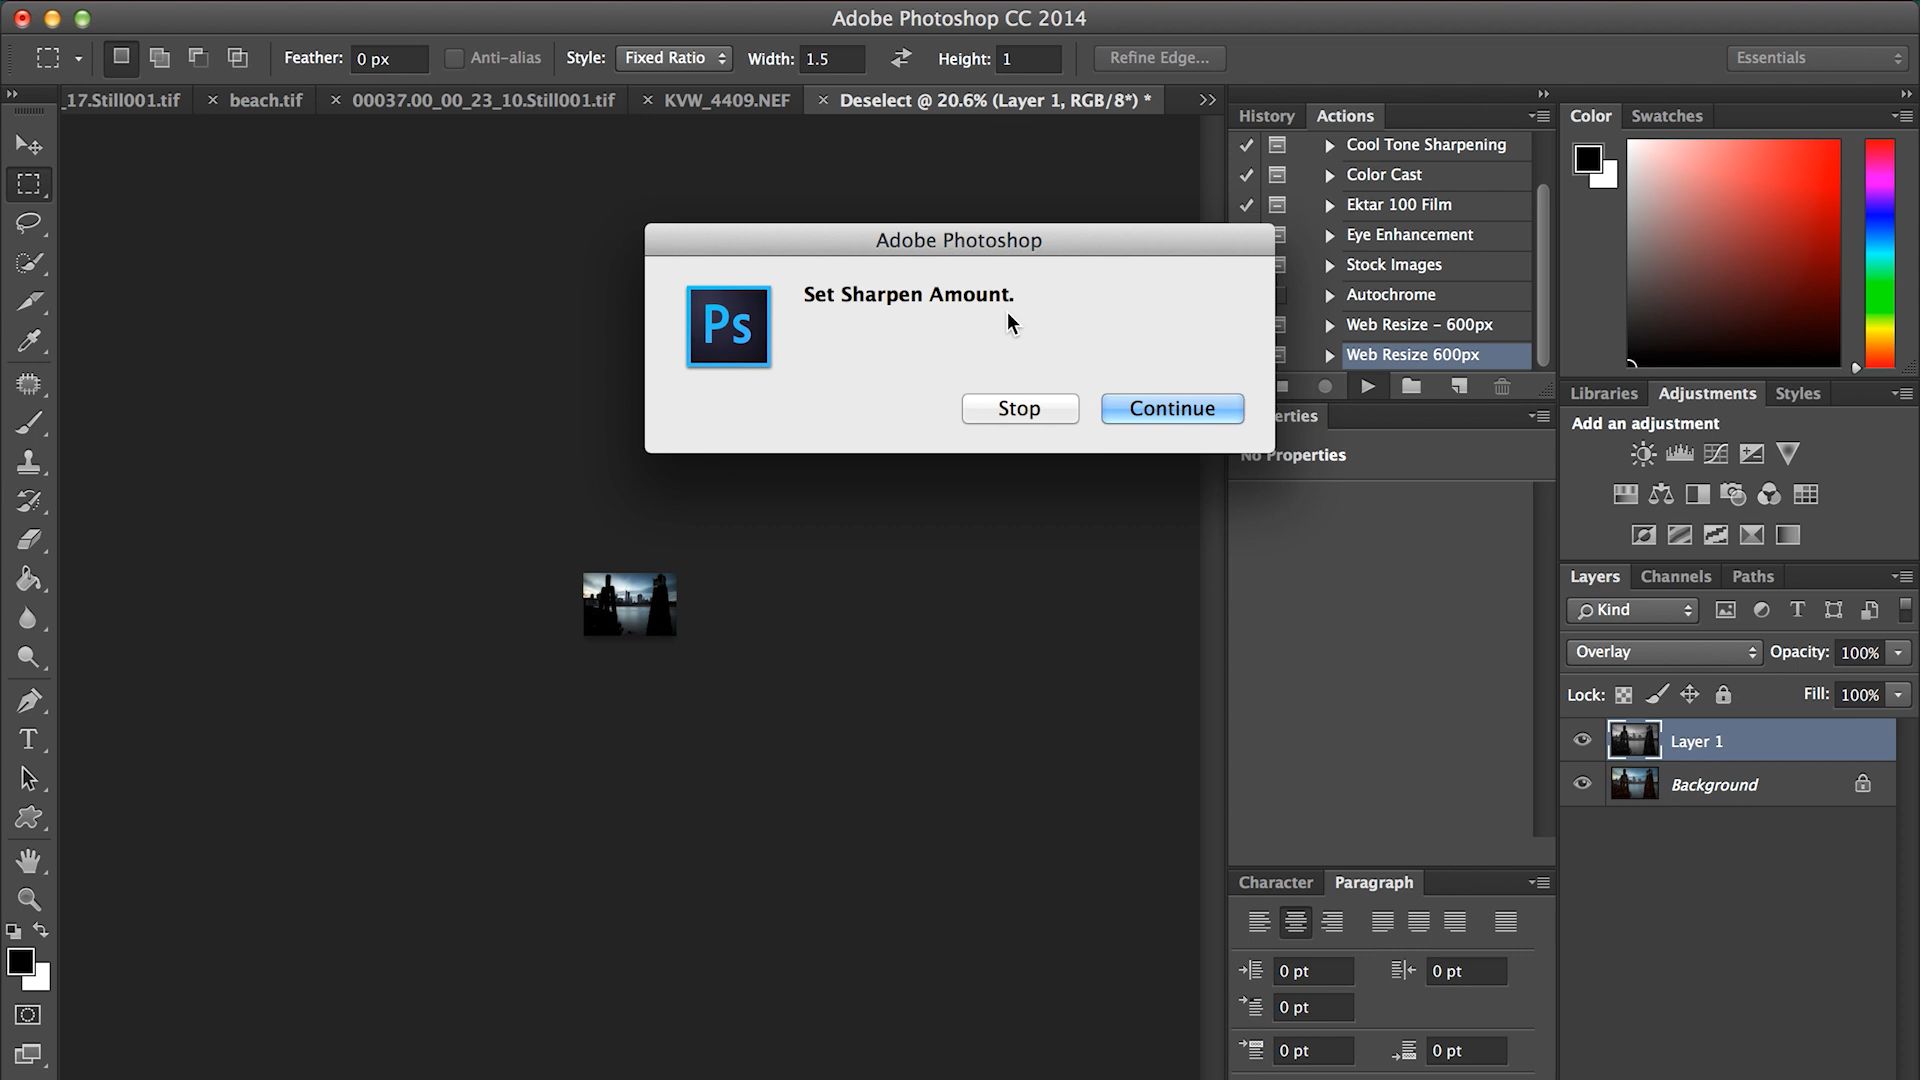 Adobe Photoshop CC 2014
Feather: 0 px Anti-alias Style: Fixed Ratio Width: 1.5 Height: 1 Refine Edge... Essentials
_17.Still001.tif × beach.tif × 00037.00_00_23_10.Still001.tif × KVW_4409.NEF × Deselect @ 20.6% (Layer 1, RGB/8*) *
History Actions
Cool Tone Sharpening
Color Cast
Ektar 100 Film
Eye Enhancement
Stock Images
Autochrome
Web Resize - 600px
Web Resize 600px
Adobe Photoshop
Ps
Set Sharpen Amount.
Stop Continue
erties
No Properties
Color Swatches
Libraries Adjustments Styles
Add an adjustment
Layers Channels Paths
Kind
T
Overlay Opacity: 100%
Lock: Fill: 100%
Layer 1
Background
T
Character Paragraph
0 pt 0 pt
0 pt
0 pt 0 pt